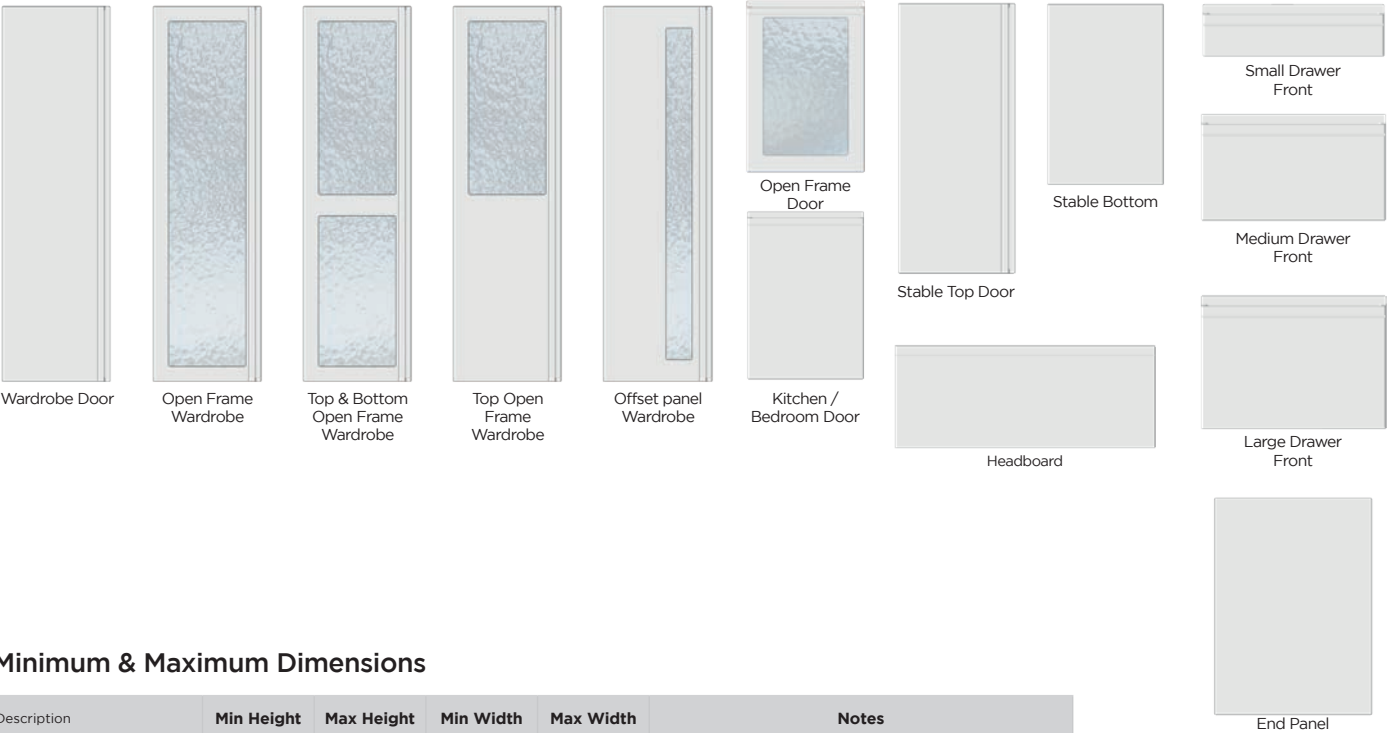 Wardrobe Door
Open Frame
Wardrobe
Top & Bottom
Open Frame
Wardrobe
Top Open
Frame
Wardrobe
Offset panel
Wardrobe
Open Frame
Door
Kitchen /
Bedroom Door
Stable Top Door
Stable Bottom
Headboard
Small Drawer
Front
Medium Drawer
Front
Large Drawer
Front
End Panel
Minimum & Maximum Dimensions
Description Min Height Max Height Min Width Max Width Notes